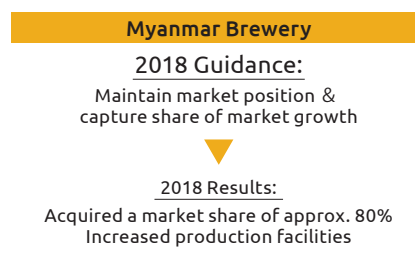 Myanmar Brewery
2018 Guidance:
Maintain market position &
capture share of market growth
2018 Results:
Acquired a market share of approx. 80%
Increased production facilities